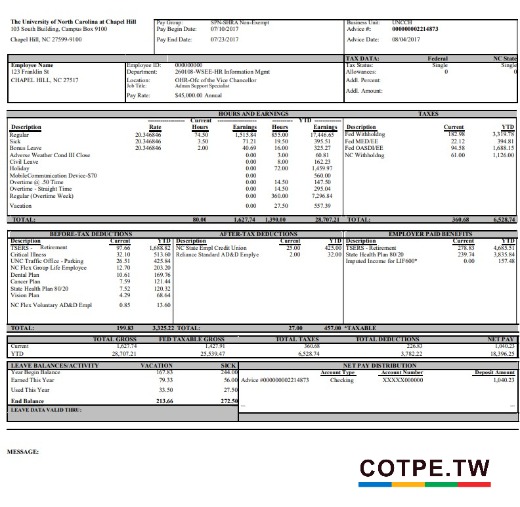 The University of North Carolina at Chapel Hill
103 South Building, Campus Box 9100
Chapel Hill, NC 27599-9100
Pay Group: SPN-SHRA Non-Exempt
Pay Begin Date: 07/10/2017
Pay End Date: 07/23/2017
Business Unit: UNCCH
Advice #: 000000002214873
Advice Date: 08/04/2017
Employee Name
123 Franklin St
CHAPEL HILL, NC 27517
Employee ID: 000000000
Department: 260108-WSEE-HR Information Mgmt
Location: OHR-Ofc of the Vice Chancellor
Job Title: Admin Support Specialist
Pay Rate: $45,000.00 Annual
TAX DATA: Federal NC State
Tax Status: Single Single
Allowances: 0 0
Addl. Percent:
Addl. Amount:
HOURS AND EARNINGS
Current YTD
Description Rate Hours Earnings Hours Earnings
Regular 20.346846 74.50 1,515.84 855.00 17,446.65
Sick 20.346846 3.50 71.21 19.50 395.51
Bonus Leave 20.346846 2.00 40.69 16.00 325.27
Adverse Weather Cond III Close 0.00 3.00 60.81
Civil Leave 0.00 8.00 162.23
Holiday 0.00 72.00 1,459.97
MobileCommunicationDevice-S70 0.00 560.00
Overtime @ .50 Time 0.00 14.50 147.50
Overtime - Straight Time 0.00 14.50 295.04
Regular (Overtime Week) 0.00 360.00 7,296.84
Vacation 0.00 27.50 557.39
TOTAL: 80.00 1,627.74 1,390.00 28,707.21
TAXES
Description Current YTD
Fed Withholding 182.98 3,319.78
Fed MED/EE 22.12 394.81
Fed OASDI/EE 94.58 1,688.15
NC Withholding 61.00 1,126.00
TOTAL: 360.68 6,528.74
BEFORE-TAX DEDUCTIONS
Description Current YTD
TSERS - Retirement 97.66 1,688.82
Critical Illness 32.10 513.60
UNC Traffic Office - Parking 26.51 425.84
NC Flex Group Life-Employee 12.70 203.20
Dental Plan 10.61 169.76
Cancer Plan 7.59 121.44
State Health Plan 80/20 7.52 120.32
Vision Plan 4.29 68.64
NC Flex Voluntary AD&D Empl 0.85 13.60
TOTAL: 199.83 3,325.22
AFTER-TAX DEDUCTIONS
Description Current YTD
NC State Empl Credit Union 25.00 425.00
Reliance Standard AD&D Emplye 2.00 32.00
TOTAL: 27.00 457.00
EMPLOYER PAID BENEFITS
Description Current YTD
TSERS - Retirement 278.83 4,685.51
State Health Plan 80/20 239.74 3,835.84
Imputed Income for LIF600* 0.00 157.48
*TAXABLE
TOTAL GROSS FED TAXABLE GROSS TOTAL TAXES TOTAL DEDUCTIONS NET PAY
Current 1,627.74 1,427.91 360.68 226.83 1,040.23
YTD 28,707.21 25,539.47 6,528.74 3,782.22 18,396.25
LEAVE BALANCES/ACTIVITY VACATION SICK
Year Begin Balance 167.83 244.00
Earned This Year 79.33 56.00
Used This Year 33.50 27.50
End Balance 213.66 272.50
LEAVE DATA VALID THRU:
NET PAY DISTRIBUTION
Account Type Account Number Deposit Amount
Advice #000000002214873 Checking XXXXX000000 1,040.23
MESSAGE:
COTPE.TW